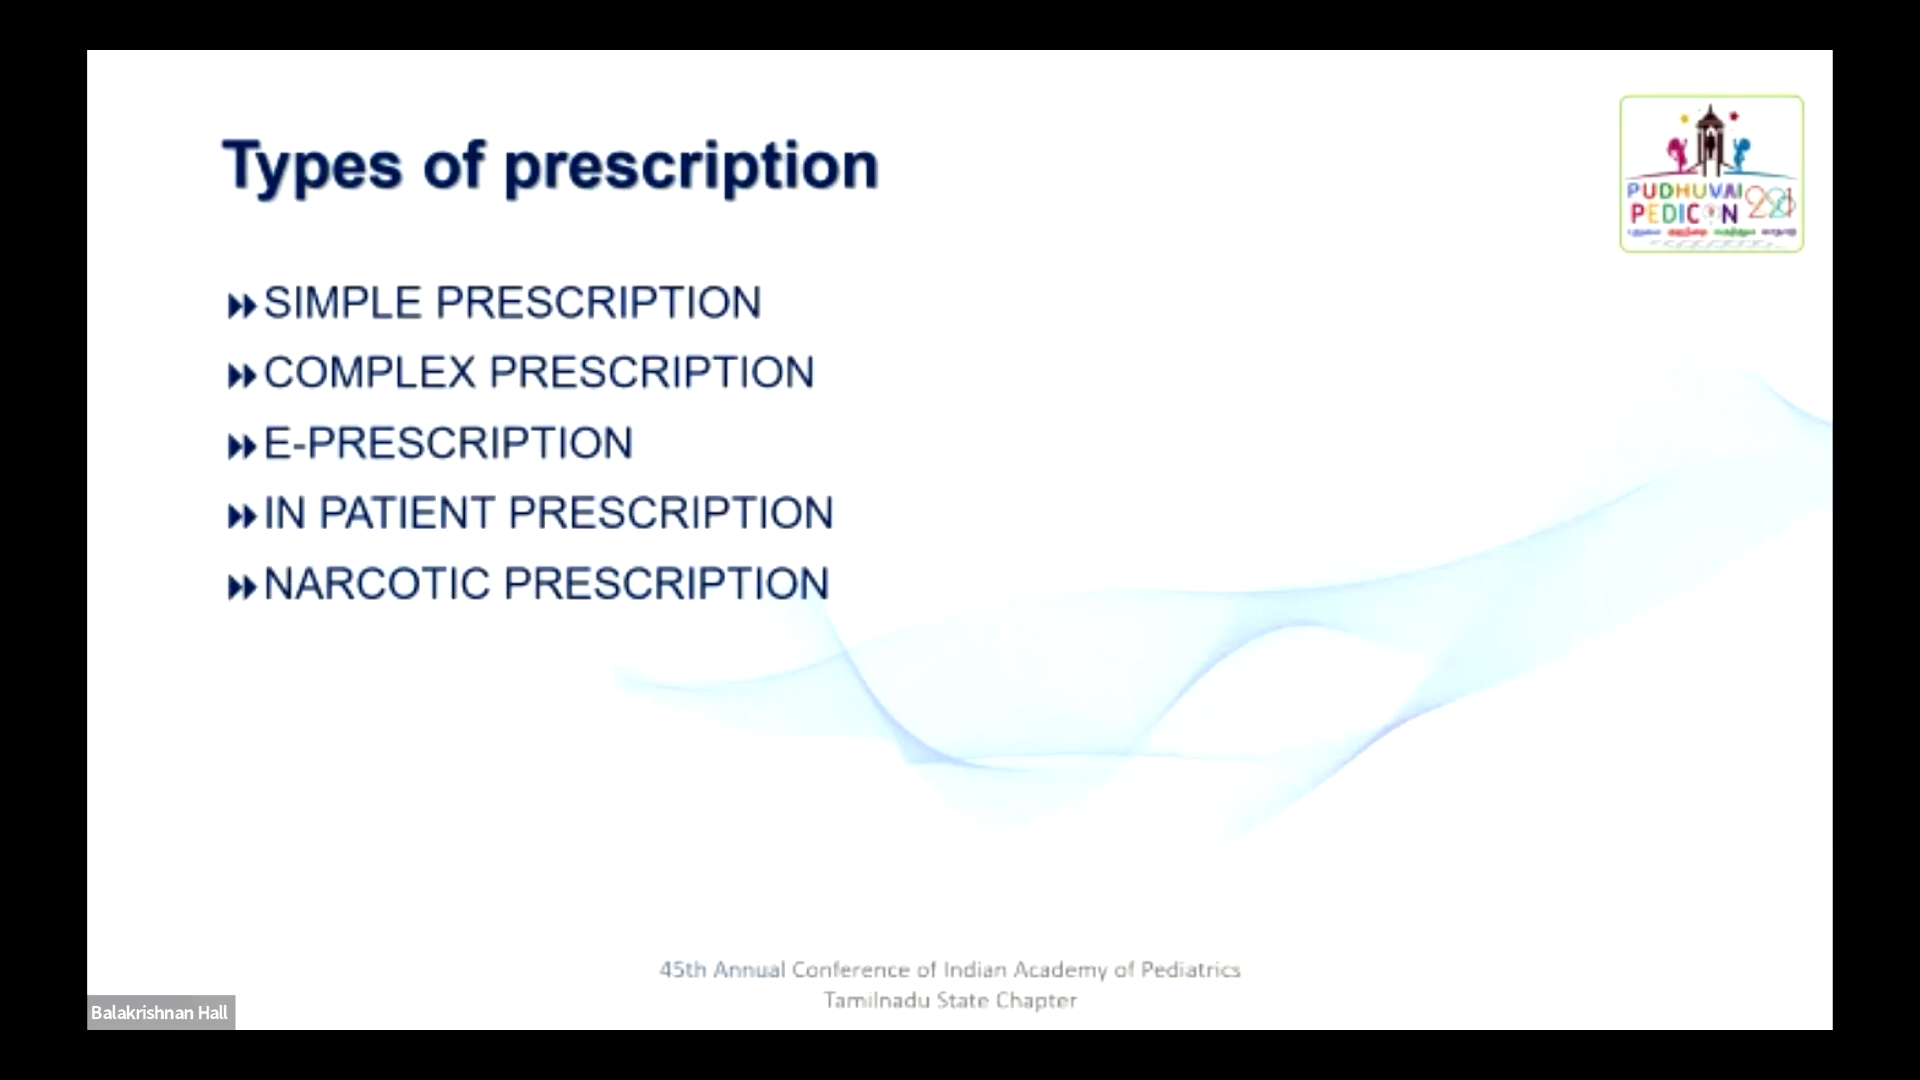 Types of prescription
SIMPLE PRESCRIPTION
COMPLEX PRESCRIPTION
E-PRESCRIPTION
IN PATIENT PRESCRIPTION
NARCOTIC PRESCRIPTION
PUDHUVAI
PEDICON
45th Annual Conference of Indian Academy of Pediatrics
Tamilnadu State Chapter
Balakrishnan Hall